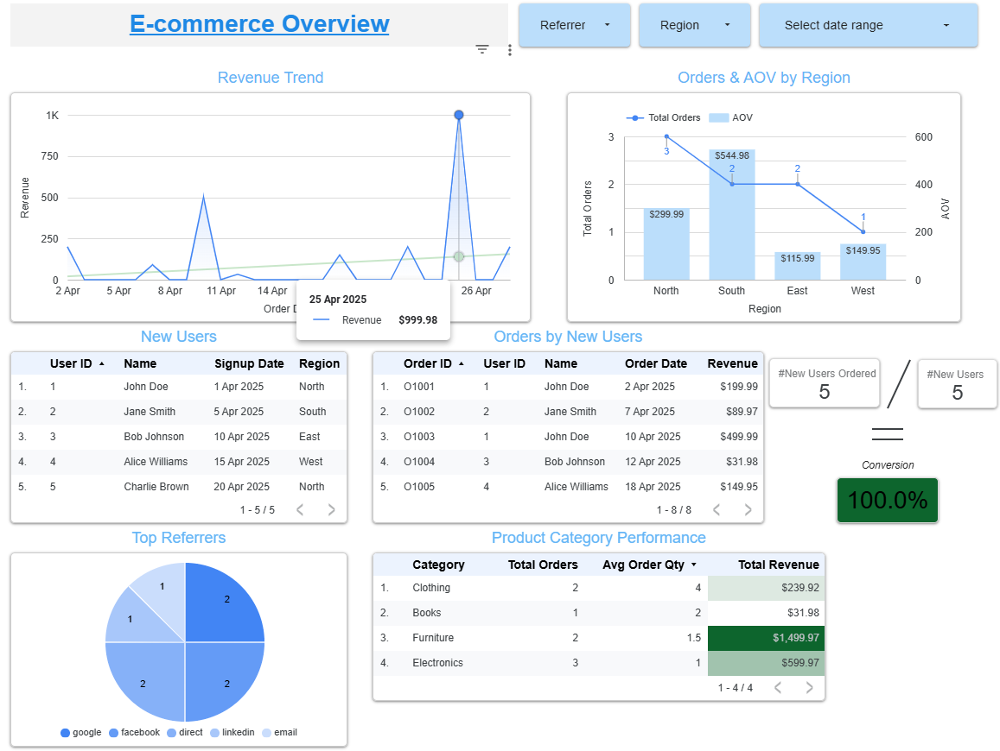 E-commerce Overview
Referrer
Region
Select date range
Revenue Trend
Revenue
1K
750
500
250
0
2 Apr 5 Apr 8 Apr 11 Apr 14 Apr 26 Apr
25 Apr 2025
Revenue $999.98
Orders & AOV by Region
Total Orders AOV
Total Orders
3
2
1
0
600
400
200
0
AOV
3
2
2
1
$299.99
$544.98
$115.99
$149.95
North South East West
Region
New Users
User ID Name Signup Date Region
1. 1 John Doe 1 Apr 2025 North
2. 2 Jane Smith 5 Apr 2025 South
3. 3 Bob Johnson 10 Apr 2025 East
4. 4 Alice Williams 15 Apr 2025 West
5. 5 Charlie Brown 20 Apr 2025 North
1 - 5 / 5
Orders by New Users
Order ID User ID Name Order Date Revenue
1. O1001 1 John Doe 2 Apr 2025 $199.99
2. O1002 2 Jane Smith 7 Apr 2025 $89.97
3. O1003 1 John Doe 10 Apr 2025 $499.99
4. O1004 3 Bob Johnson 12 Apr 2025 $31.98
5. O1005 4 Alice Williams 18 Apr 2025 $149.95
1 - 8 / 8
#New Users Ordered
5
#New Users
5
Conversion
100.0%
Top Referrers
1
2
1
2
2
google facebook direct linkedin email
Product Category Performance
Category Total Orders Avg Order Qty Total Revenue
1. Clothing 2 4 $239.92
2. Books 1 2 $31.98
3. Furniture 2 1.5 $1,499.97
4. Electronics 3 1 $599.97
1 - 4 / 4